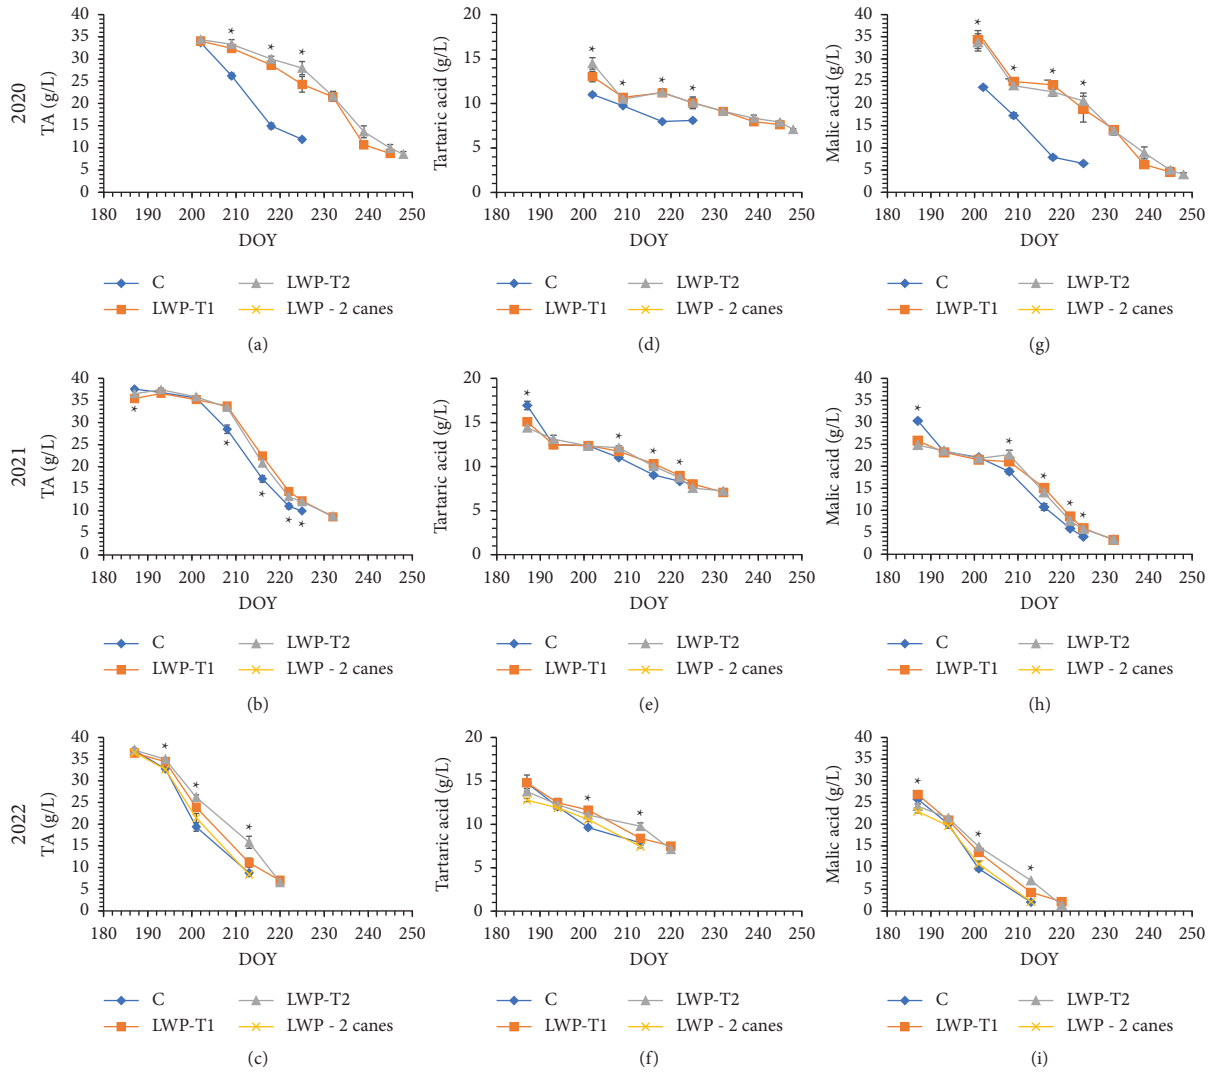 2020
TA (g/L)
40
35
30
25
20
15
10
5
0
180 190 200 210 220 230 240 250
DOY
C
LWP-T2
LWP-T1
LWP - 2 canes
(a)
Tartaric acid (g/L)
20
15
10
5
0
180 190 200 210 220 230 240 250
DOY
C
LWP-T2
LWP-T1
LWP - 2 canes
(d)
Malic acid (g/L)
40
35
30
25
20
15
10
5
0
180 190 200 210 220 230 240 250
DOY
C
LWP-T2
LWP-T1
LWP - 2 canes
(g)
2021
TA (g/L)
40
35
30
25
20
15
10
5
0
180 190 200 210 220 230 240 250
DOY
C
LWP-T2
LWP-T1
LWP - 2 canes
(b)
Tartaric acid (g/L)
20
15
10
5
0
180 190 200 210 220 230 240 250
DOY
C
LWP-T2
LWP-T1
LWP - 2 canes
(e)
Malic acid (g/L)
40
35
30
25
20
15
10
5
0
180 190 200 210 220 230 240 250
DOY
C
LWP-T2
LWP-T1
LWP - 2 canes
(h)
2022
TA (g/L)
40
35
30
25
20
15
10
5
0
180 190 200 210 220 230 240 250
DOY
C
LWP-T2
LWP-T1
LWP - 2 canes
(c)
Tartaric acid (g/L)
20
15
10
5
0
180 190 200 210 220 230 240 250
DOY
C
LWP-T2
LWP-T1
LWP - 2 canes
(f)
Malic acid (g/L)
40
35
30
25
20
15
10
5
0
180 190 200 210 220 230 240 250
DOY
C
LWP-T2
LWP-T1
LWP - 2 canes
(i)